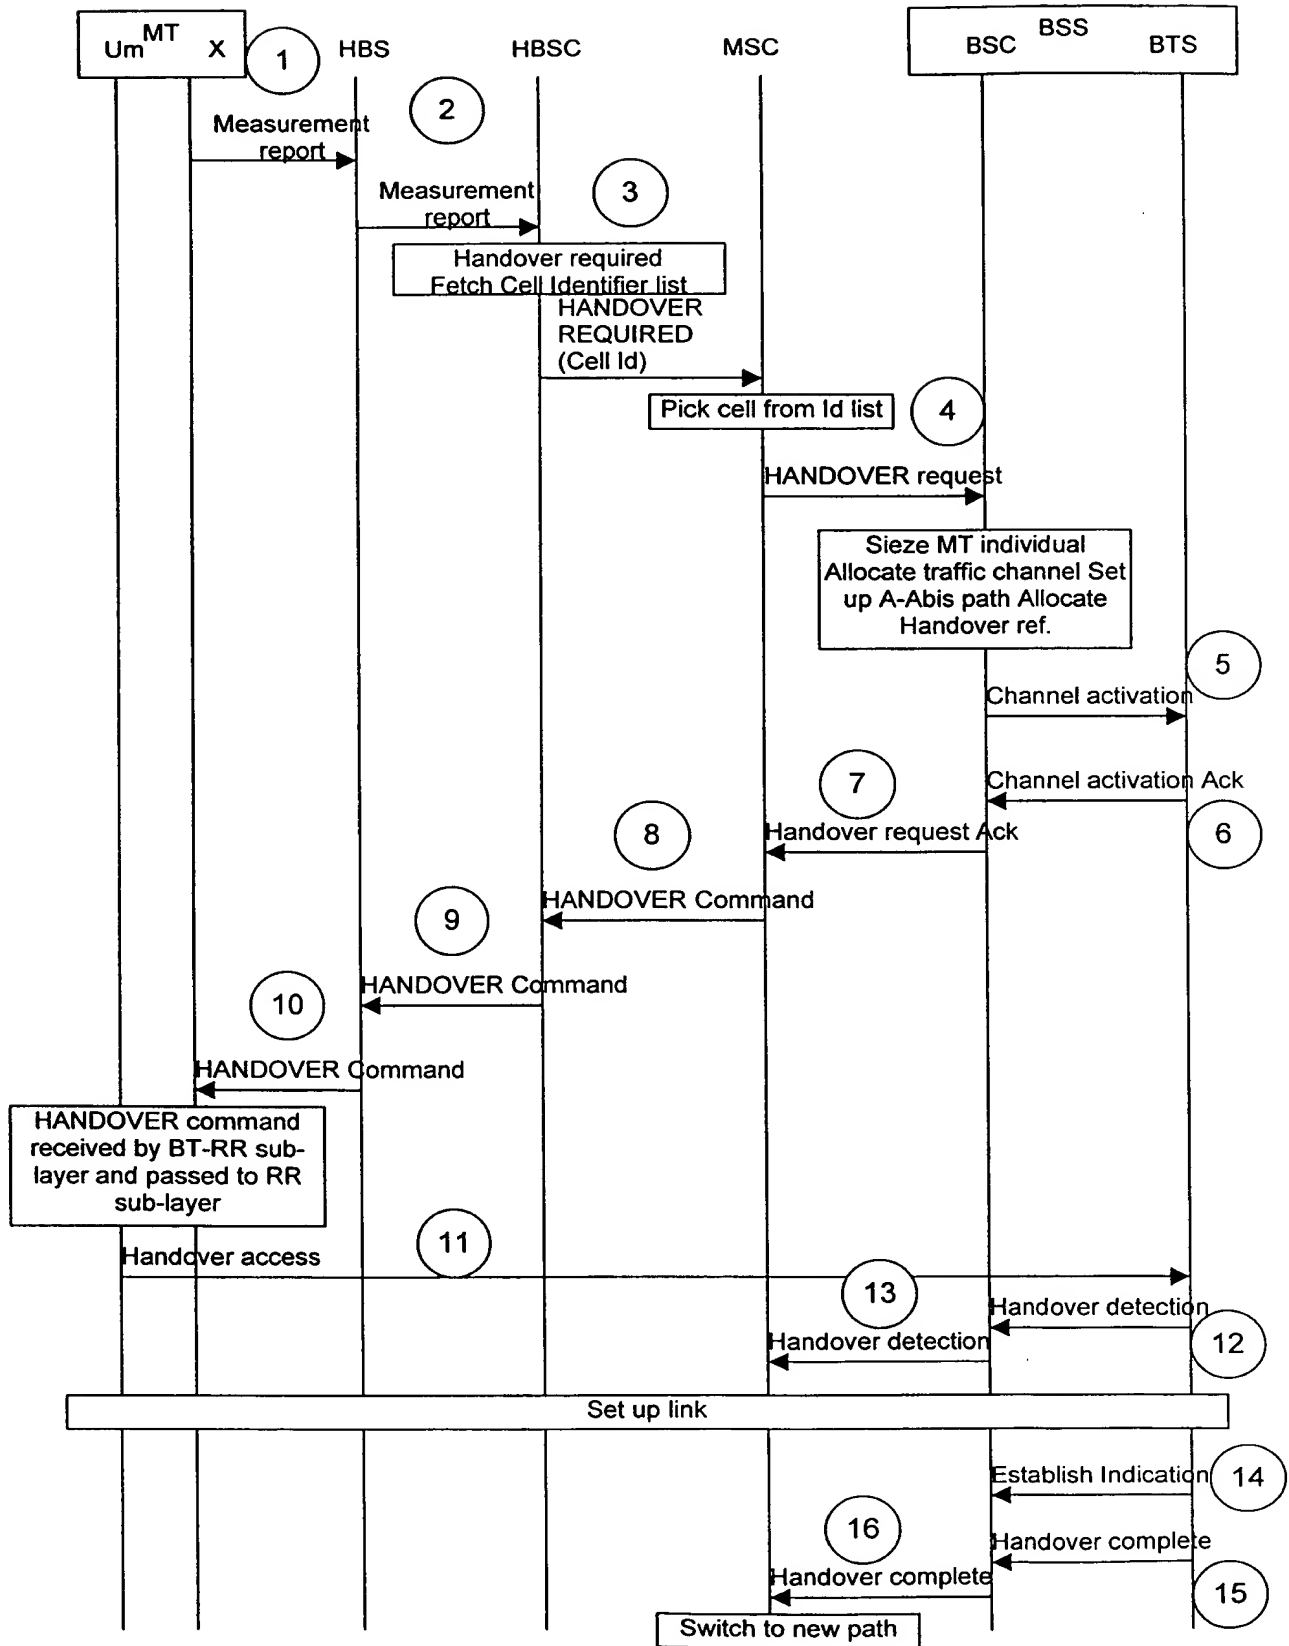 MT
Um
X
1
HBS
HBSC
MSC
BSS
BSC
BTS
2
Measurement
report
3
Measurement
report
Handover required
Fetch Cell Identifier list
HANDOVER
REQUIRED
(Cell Id)
Pick cell from Id list
4
HANDOVER request
Sieze MT individual
Allocate traffic channel Set
up A-Abis path Allocate
Handover ref.
5
Channel activation
Channel activation Ack
7
Handover request Ack
6
8
HANDOVER Command
9
HANDOVER Command
10
HANDOVER Command
HANDOVER command
received by BT-RR sub-
layer and passed to RR
sub-layer
11
Handover access
13
Handover detection
12
Handover detection
Set up link
Establish Indication
14
16
Handover complete
Handover complete
15
Switch to new path